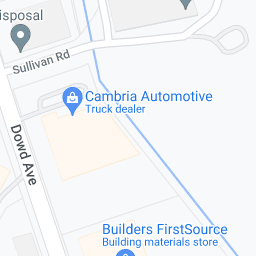 isposal
Sullivan Rd
Cambria Automotive
Truck dealer
Dowd Ave
Builders FirstSource
Building materials store